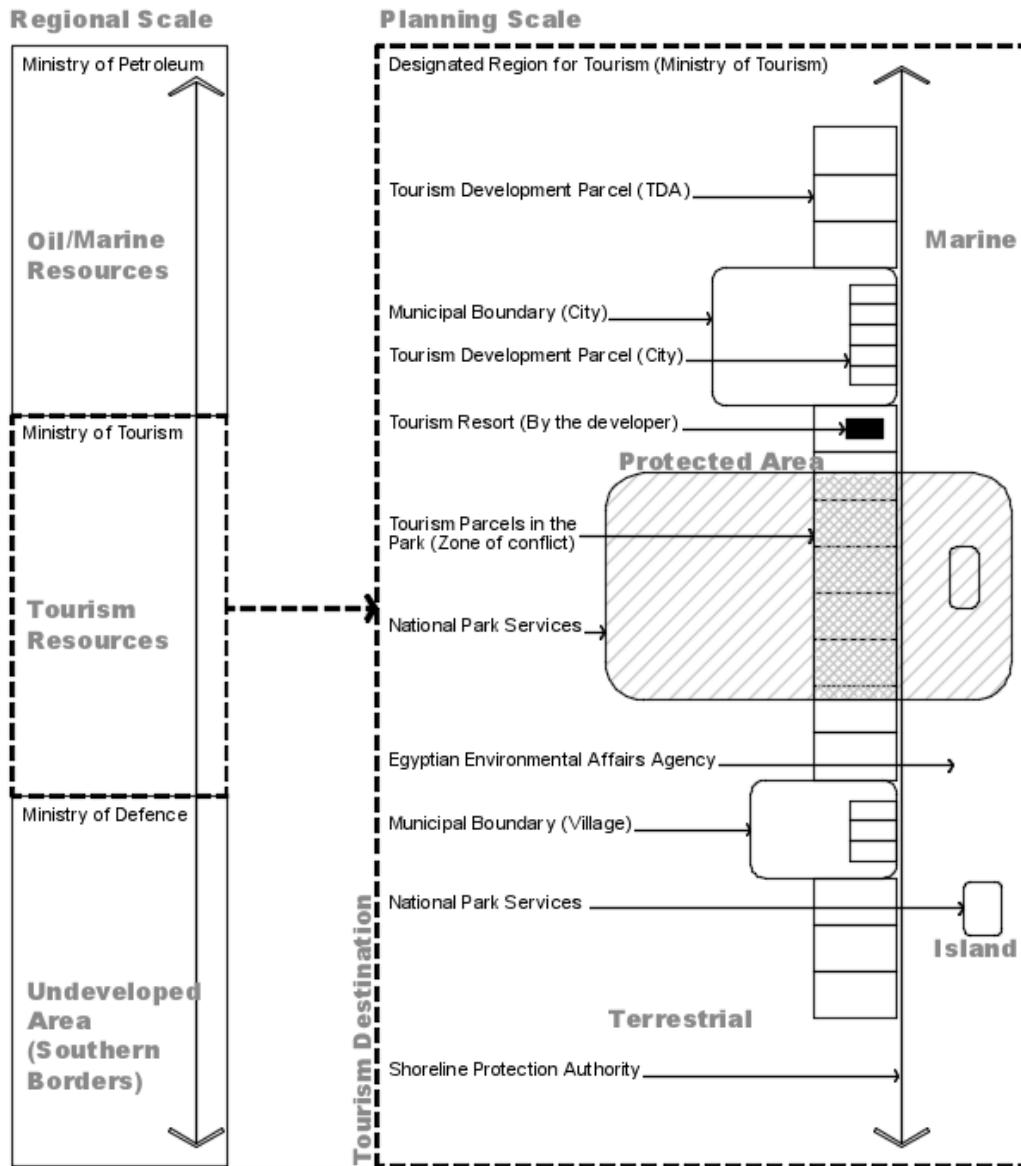 Regional Scale
Planning Scale
Ministry of Petroleum
Oil/Marine
Resources
Ministry of Tourism
Tourism
Resources
Ministry of Defence
Undeveloped
Area
(Southern
Borders)
Designated Region for Tourism (Ministry of Tourism)
Tourism Development Parcel (TDA)
Marine
Municipal Boundary (City)
Tourism Development Parcel (City)
Tourism Resort (By the developer)
Protected Area
Tourism Parcels in the
Park (Zone of conflict)
National Park Services
Egyptian Environmental Affairs Agency
Municipal Boundary (Village)
National Park Services
Island
Terrestrial
Shoreline Protection Authority
Tourism Destination